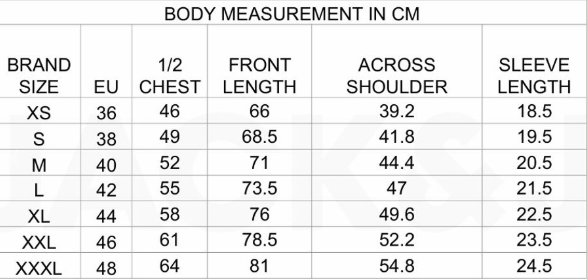 BODY MEASUREMENT IN CM
BRAND SIZE EU 1/2 CHEST FRONT LENGTH ACROSS SHOULDER SLEEVE LENGTH
XS 36 46 66 39.2 18.5
S 38 49 68.5 41.8 19.5
M 40 52 71 44.4 20.5
L 42 55 73.5 47 21.5
XL 44 58 76 49.6 22.5
XXL 46 61 78.5 52.2 23.5
XXXL 48 64 81 54.8 24.5